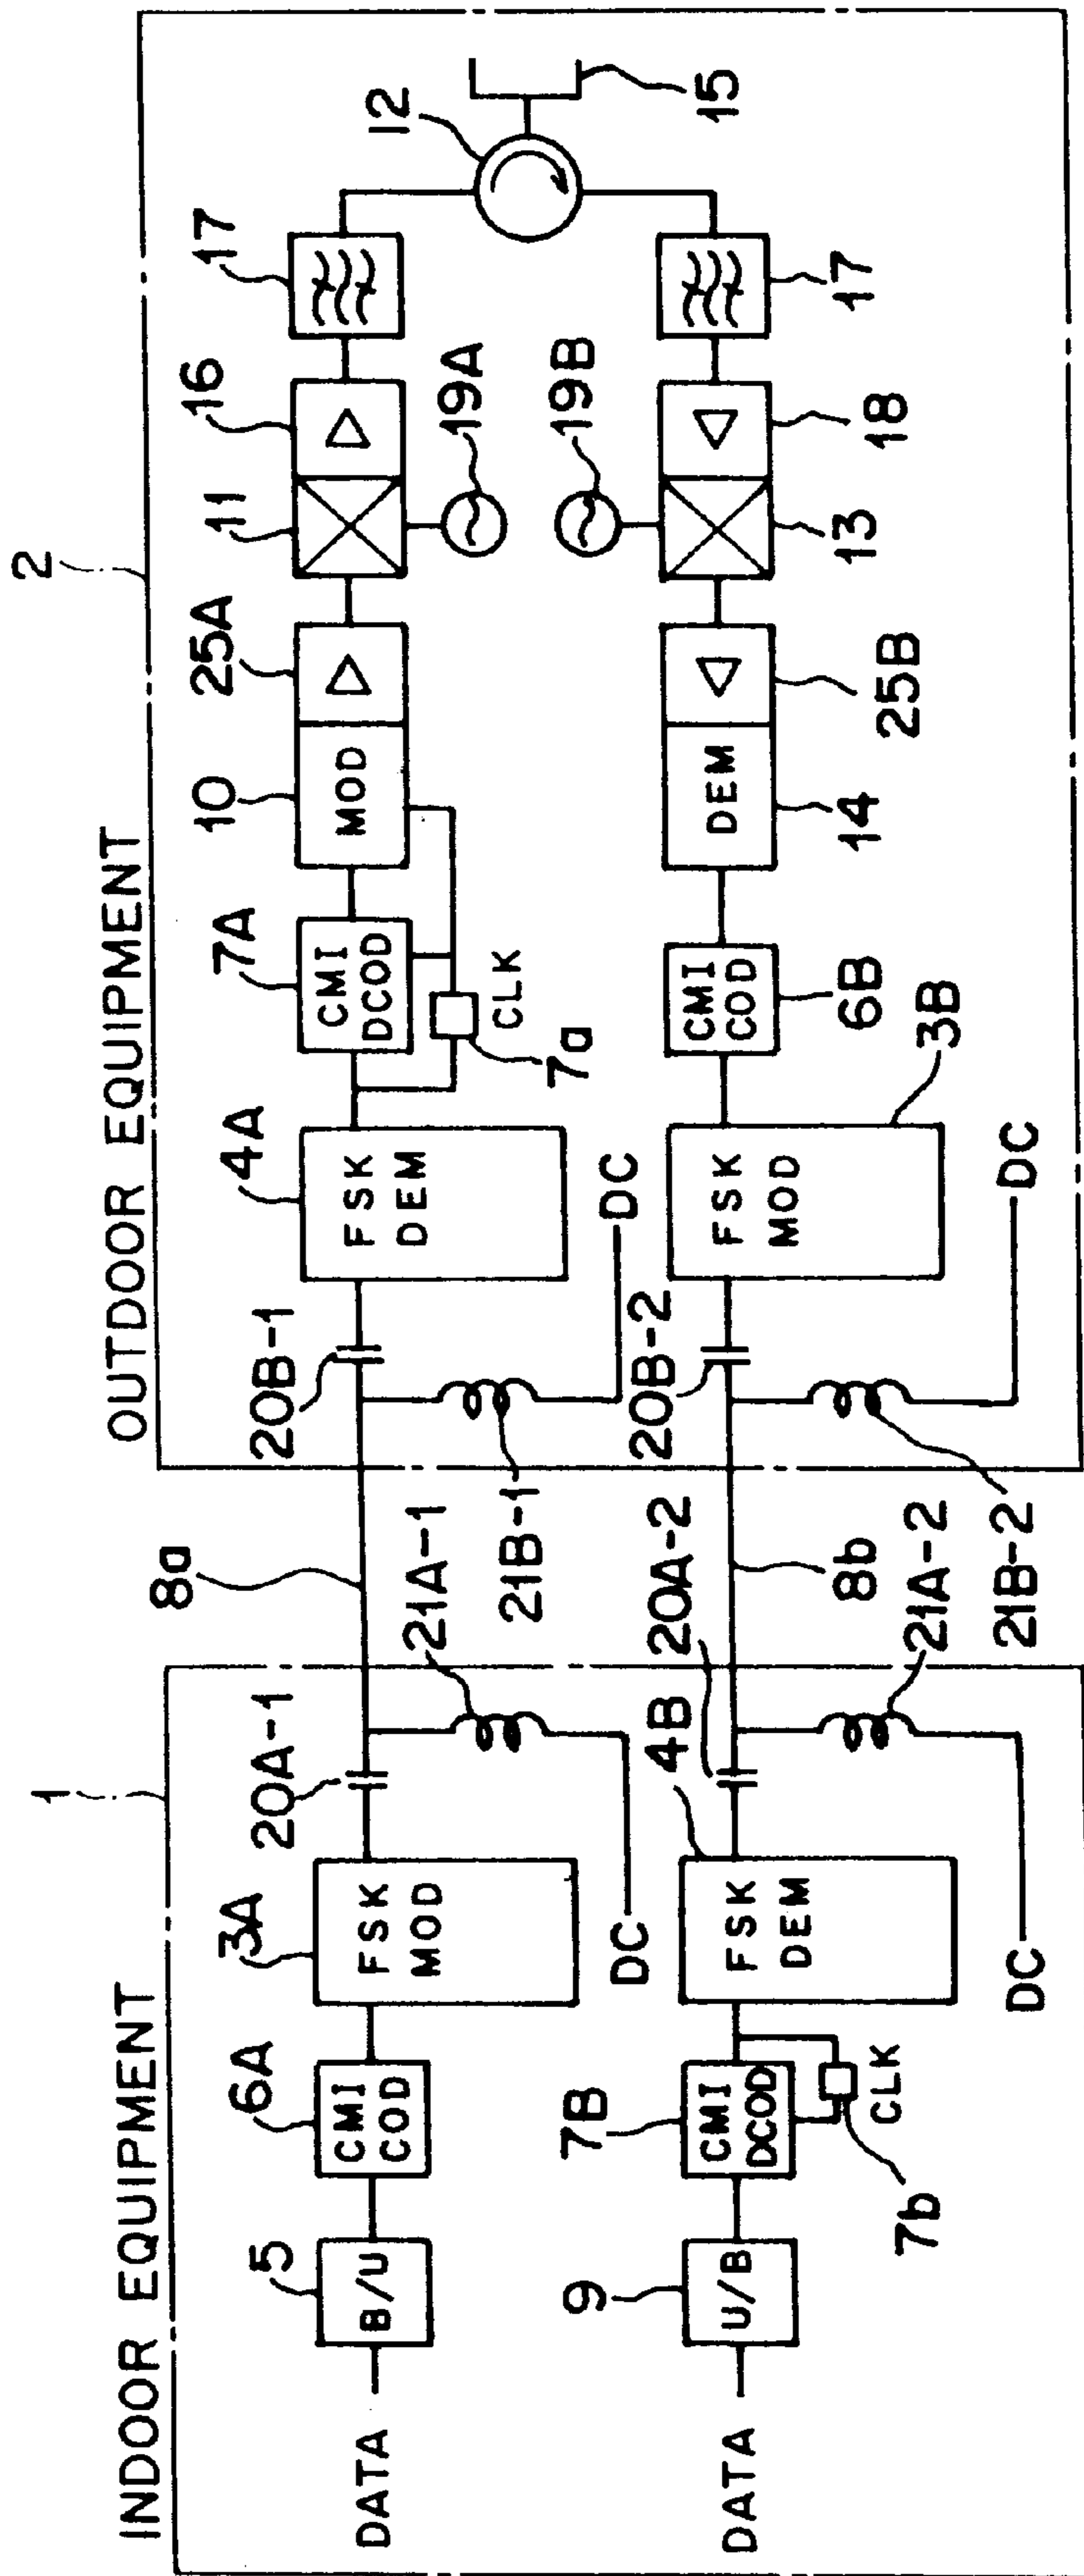 INDOOR EQUIPMENT
1
OUTDOOR EQUIPMENT
2
DATA
5
B/U
6A
CMI
COD
3A
FSK
MOD
20A-1
21A-1
DC
8a
20B-1
21B-1
DC
4A
FSK
DEM
7A
CMI
DCOD
CLK
7a
10
MOD
25A
11
16
19A
17
12
15
DATA
9
U/B
7B
CMI
DCOD
CLK
7b
4B
FSK
DEM
20A-2
21A-2
DC
8b
20B-2
21B-2
DC
3B
FSK
MOD
6B
CMI
COD
14
DEM
25B
13
18
19B
17